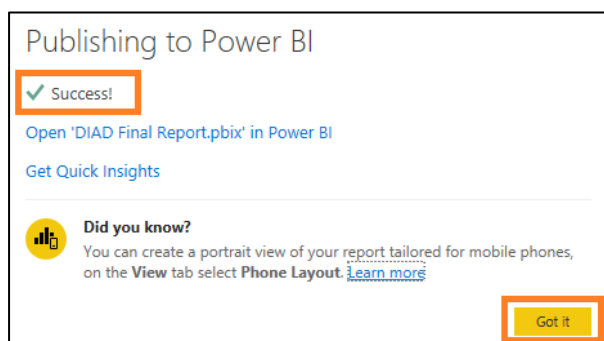 Publishing to Power BI
Success!
Open 'DIAD Final Report.pbix' in Power BI
Get Quick Insights
Did you know?
You can create a portrait view of your report tailored for mobile phones,
on the View tab select Phone Layout. Learn more
Got it